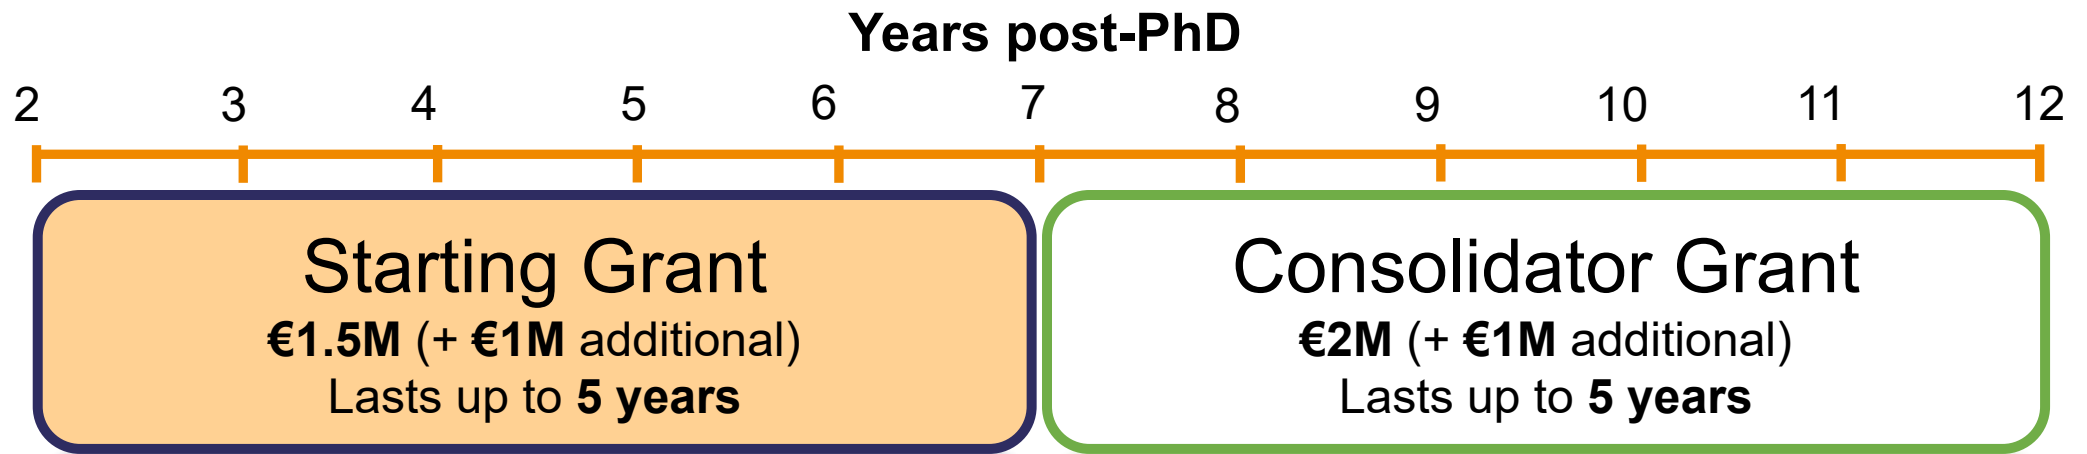 Years post-PhD
2 3 4 5 6 7 8 9 10 11 12
Starting Grant
€1.5M (+ €1M additional)
Lasts up to 5 years
Consolidator Grant
€2M (+ €1M additional)
Lasts up to 5 years